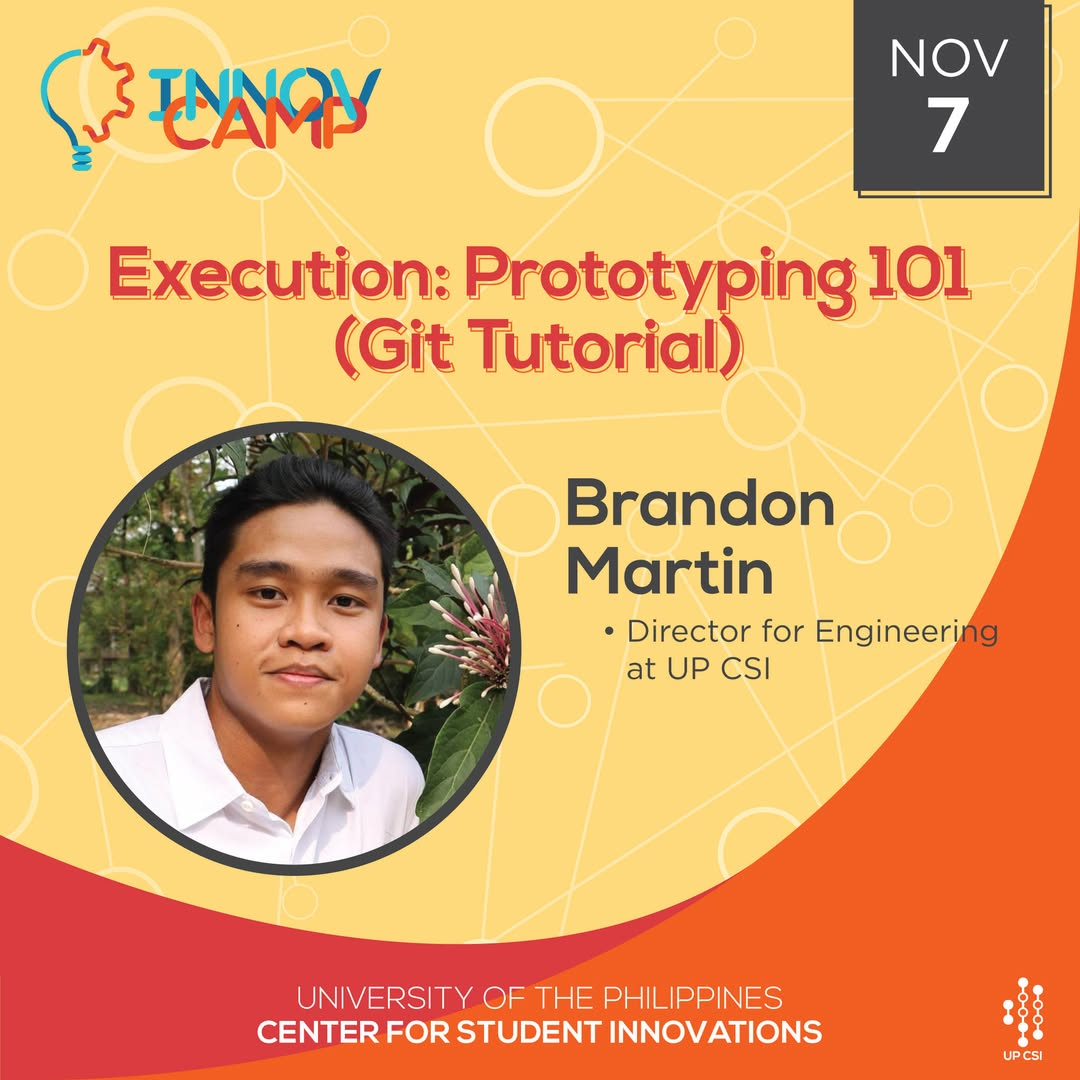 INNOV
CAMP
NOV
7
Execution: Prototyping 101
(Git Tutorial)
Brandon
Martin
• Director for Engineering
at UP CSI
UNIVERSITY OF THE PHILIPPINES
CENTER FOR STUDENT INNOVATIONS
UP CSI